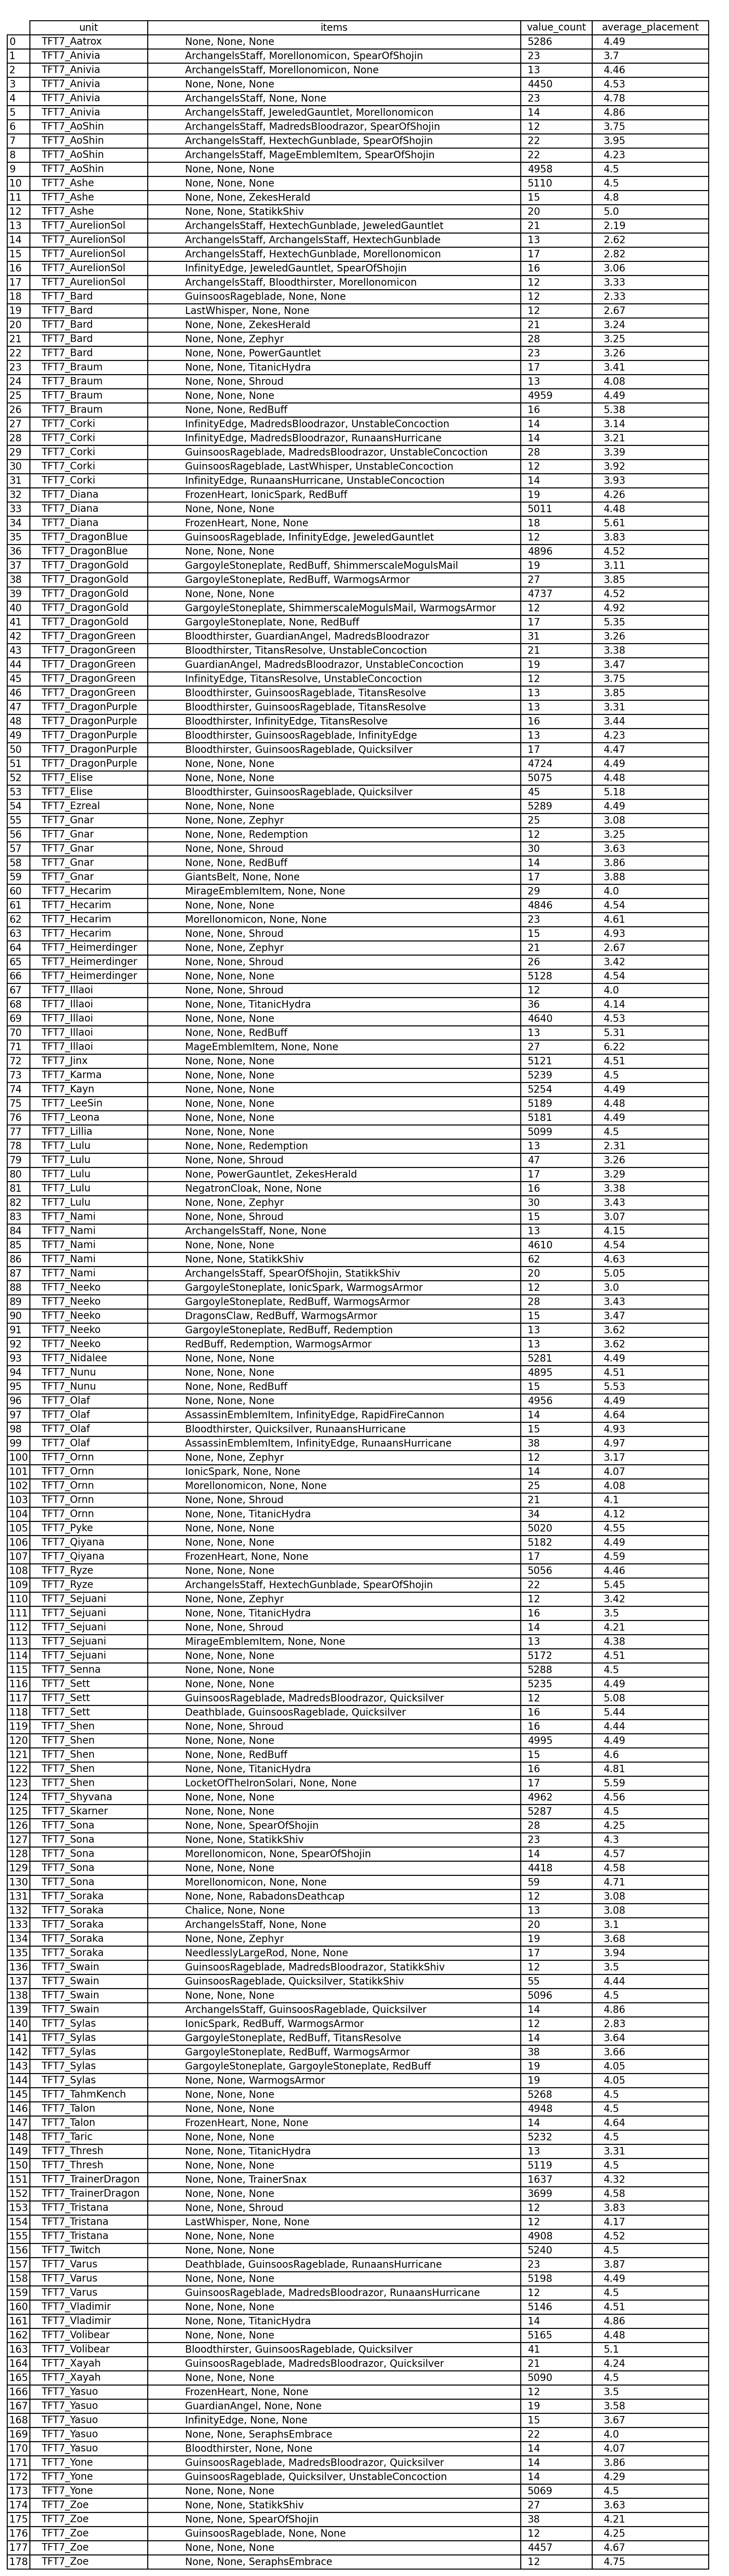 unit items value_count average_placement
0 TFT7_Aatrox None, None, None 5286 4.49
1 TFT7_Anivia ArchangelsStaff, Morellonomicon, SpearOfShojin 23 3.7
2 TFT7_Anivia ArchangelsStaff, Morellonomicon, None 13 4.46
3 TFT7_Anivia None, None, None 4450 4.53
4 TFT7_Anivia ArchangelsStaff, None, None 23 4.78
5 TFT7_Anivia ArchangelsStaff, JeweledGauntlet, Morellonomicon 14 4.86
6 TFT7_AoShin ArchangelsStaff, MadredsBloodrazor, SpearOfShojin 12 3.75
7 TFT7_AoShin ArchangelsStaff, HextechGunblade, SpearOfShojin 22 3.95
8 TFT7_AoShin ArchangelsStaff, MageEmblemItem, SpearOfShojin 22 4.23
9 TFT7_AoShin None, None, None 4958 4.5
10 TFT7_Ashe None, None, None 5110 4.5
11 TFT7_Ashe None, None, ZekesHerald 15 4.8
12 TFT7_Ashe None, None, StatikkShiv 20 5.0
13 TFT7_AurelionSol ArchangelsStaff, HextechGunblade, JeweledGauntlet 21 2.19
14 TFT7_AurelionSol ArchangelsStaff, ArchangelsStaff, HextechGunblade 13 2.62
15 TFT7_AurelionSol ArchangelsStaff, HextechGunblade, Morellonomicon 17 2.82
16 TFT7_AurelionSol InfinityEdge, JeweledGauntlet, SpearOfShojin 16 3.06
17 TFT7_AurelionSol ArchangelsStaff, Bloodthirster, Morellonomicon 12 3.33
18 TFT7_Bard GuinsoosRageblade, None, None 12 2.33
19 TFT7_Bard LastWhisper, None, None 12 2.67
20 TFT7_Bard None, None, ZekesHerald 21 3.24
21 TFT7_Bard None, None, Zephyr 28 3.25
22 TFT7_Bard None, None, PowerGauntlet 23 3.26
23 TFT7_Braum None, None, TitanicHydra 17 3.41
24 TFT7_Braum None, None, Shroud 13 4.08
25 TFT7_Braum None, None, None 4959 4.49
26 TFT7_Braum None, None, RedBuff 16 5.38
27 TFT7_Corki InfinityEdge, MadredsBloodrazor, UnstableConcoction 14 3.14
28 TFT7_Corki InfinityEdge, MadredsBloodrazor, RunaansHurricane 14 3.21
29 TFT7_Corki GuinsoosRageblade, MadredsBloodrazor, UnstableConcoction 28 3.39
30 TFT7_Corki GuinsoosRageblade, LastWhisper, UnstableConcoction 12 3.92
31 TFT7_Corki InfinityEdge, RunaansHurricane, UnstableConcoction 14 3.93
32 TFT7_Diana FrozenHeart, IonicSpark, RedBuff 19 4.26
33 TFT7_Diana None, None, None 5011 4.48
34 TFT7_Diana FrozenHeart, None, None 18 5.61
35 TFT7_DragonBlue GuinsoosRageblade, InfinityEdge, JeweledGauntlet 12 3.83
36 TFT7_DragonBlue None, None, None 4896 4.52
37 TFT7_DragonGold GargoyleStoneplate, RedBuff, ShimmerscaleMogulsMail 19 3.11
38 TFT7_DragonGold GargoyleStoneplate, RedBuff, WarmogsArmor 27 3.85
39 TFT7_DragonGold None, None, None 4737 4.52
40 TFT7_DragonGold GargoyleStoneplate, ShimmerscaleMogulsMail, WarmogsArmor 12 4.92
41 TFT7_DragonGold GargoyleStoneplate, None, RedBuff 17 5.35
42 TFT7_DragonGreen Bloodthirster, GuardianAngel, MadredsBloodrazor 31 3.26
43 TFT7_DragonGreen Bloodthirster, TitansResolve, UnstableConcoction 21 3.38
44 TFT7_DragonGreen GuardianAngel, MadredsBloodrazor, UnstableConcoction 19 3.47
45 TFT7_DragonGreen InfinityEdge, TitansResolve, UnstableConcoction 12 3.75
46 TFT7_DragonGreen Bloodthirster, GuinsoosRageblade, TitansResolve 13 3.85
47 TFT7_DragonPurple Bloodthirster, GuinsoosRageblade, TitansResolve 13 3.31
48 TFT7_DragonPurple Bloodthirster, InfinityEdge, TitansResolve 16 3.44
49 TFT7_DragonPurple Bloodthirster, GuinsoosRageblade, InfinityEdge 13 4.23
50 TFT7_DragonPurple Bloodthirster, GuinsoosRageblade, Quicksilver 17 4.47
51 TFT7_DragonPurple None, None, None 4724 4.49
52 TFT7_Elise None, None, None 5075 4.48
53 TFT7_Elise Bloodthirster, GuinsoosRageblade, Quicksilver 45 5.18
54 TFT7_Ezreal None, None, None 5289 4.49
55 TFT7_Gnar None, None, Zephyr 25 3.08
56 TFT7_Gnar None, None, Redemption 12 3.25
57 TFT7_Gnar None, None, Shroud 30 3.63
58 TFT7_Gnar None, None, RedBuff 14 3.86
59 TFT7_Gnar GiantsBelt, None, None 17 3.88
60 TFT7_Hecarim MirageEmblemItem, None, None 29 4.0
61 TFT7_Hecarim None, None, None 4846 4.54
62 TFT7_Hecarim Morellonomicon, None, None 23 4.61
63 TFT7_Hecarim None, None, Shroud 15 4.93
64 TFT7_Heimerdinger None, None, Zephyr 21 2.67
65 TFT7_Heimerdinger None, None, Shroud 26 3.42
66 TFT7_Heimerdinger None, None, None 5128 4.54
67 TFT7_Illaoi None, None, Shroud 12 4.0
68 TFT7_Illaoi None, None, TitanicHydra 36 4.14
69 TFT7_Illaoi None, None, None 4640 4.53
70 TFT7_Illaoi None, None, RedBuff 13 5.31
71 TFT7_Illaoi MageEmblemItem, None, None 27 6.22
72 TFT7_Jinx None, None, None 5121 4.51
73 TFT7_Karma None, None, None 5239 4.5
74 TFT7_Kayn None, None, None 5254 4.49
75 TFT7_LeeSin None, None, None 5189 4.48
76 TFT7_Leona None, None, None 5181 4.49
77 TFT7_Lillia None, None, None 5099 4.5
78 TFT7_Lulu None, None, Redemption 13 2.31
79 TFT7_Lulu None, None, Shroud 47 3.26
80 TFT7_Lulu None, PowerGauntlet, ZekesHerald 17 3.29
81 TFT7_Lulu NegatronCloak, None, None 16 3.38
82 TFT7_Lulu None, None, Zephyr 30 3.43
83 TFT7_Nami None, None, Shroud 15 3.07
84 TFT7_Nami ArchangelsStaff, None, None 13 4.15
85 TFT7_Nami None, None, None 4610 4.54
86 TFT7_Nami None, None, StatikkShiv 62 4.63
87 TFT7_Nami ArchangelsStaff, SpearOfShojin, StatikkShiv 20 5.05
88 TFT7_Neeko GargoyleStoneplate, IonicSpark, WarmogsArmor 12 3.0
89 TFT7_Neeko GargoyleStoneplate, RedBuff, WarmogsArmor 28 3.43
90 TFT7_Neeko DragonsClaw, RedBuff, WarmogsArmor 15 3.47
91 TFT7_Neeko GargoyleStoneplate, RedBuff, Redemption 13 3.62
92 TFT7_Neeko RedBuff, Redemption, WarmogsArmor 13 3.62
93 TFT7_Nidalee None, None, None 5281 4.49
94 TFT7_Nunu None, None, None 4895 4.51
95 TFT7_Nunu None, None, RedBuff 15 5.53
96 TFT7_Olaf None, None, None 4956 4.49
97 TFT7_Olaf AssassinEmblemItem, InfinityEdge, RapidFireCannon 14 4.64
98 TFT7_Olaf Bloodthirster, Quicksilver, RunaansHurricane 15 4.93
99 TFT7_Olaf AssassinEmblemItem, InfinityEdge, RunaansHurricane 38 4.97
100 TFT7_Ornn None, None, Zephyr 12 3.17
101 TFT7_Ornn IonicSpark, None, None 14 4.07
102 TFT7_Ornn Morellonomicon, None, None 25 4.08
103 TFT7_Ornn None, None, Shroud 21 4.1
104 TFT7_Ornn None, None, TitanicHydra 34 4.12
105 TFT7_Pyke None, None, None 5020 4.55
106 TFT7_Qiyana None, None, None 5182 4.49
107 TFT7_Qiyana FrozenHeart, None, None 17 4.59
108 TFT7_Ryze None, None, None 5056 4.46
109 TFT7_Ryze ArchangelsStaff, HextechGunblade, SpearOfShojin 22 5.45
110 TFT7_Sejuani None, None, Zephyr 12 3.42
111 TFT7_Sejuani None, None, TitanicHydra 16 3.5
112 TFT7_Sejuani None, None, Shroud 14 4.21
113 TFT7_Sejuani MirageEmblemItem, None, None 13 4.38
114 TFT7_Sejuani None, None, None 5172 4.51
115 TFT7_Senna None, None, None 5288 4.5
116 TFT7_Sett None, None, None 5235 4.49
117 TFT7_Sett GuinsoosRageblade, MadredsBloodrazor, Quicksilver 12 5.08
118 TFT7_Sett Deathblade, GuinsoosRageblade, Quicksilver 16 5.44
119 TFT7_Shen None, None, Shroud 16 4.44
120 TFT7_Shen None, None, None 4995 4.49
121 TFT7_Shen None, None, RedBuff 15 4.6
122 TFT7_Shen None, None, TitanicHydra 16 4.81
123 TFT7_Shen LocketOfTheIronSolari, None, None 17 5.59
124 TFT7_Shyvana None, None, None 4962 4.56
125 TFT7_Skarner None, None, None 5287 4.5
126 TFT7_Sona None, None, SpearOfShojin 28 4.25
127 TFT7_Sona None, None, StatikkShiv 23 4.3
128 TFT7_Sona Morellonomicon, None, SpearOfShojin 14 4.57
129 TFT7_Sona None, None, None 4418 4.58
130 TFT7_Sona Morellonomicon, None, None 59 4.71
131 TFT7_Soraka None, None, RabadonsDeathcap 12 3.08
132 TFT7_Soraka Chalice, None, None 13 3.08
133 TFT7_Soraka ArchangelsStaff, None, None 20 3.1
134 TFT7_Soraka None, None, Zephyr 19 3.68
135 TFT7_Soraka NeedlesslyLargeRod, None, None 17 3.94
136 TFT7_Swain GuinsoosRageblade, MadredsBloodrazor, StatikkShiv 12 3.5
137 TFT7_Swain GuinsoosRageblade, Quicksilver, StatikkShiv 55 4.44
138 TFT7_Swain None, None, None 5096 4.5
139 TFT7_Swain ArchangelsStaff, GuinsoosRageblade, Quicksilver 14 4.86
140 TFT7_Sylas IonicSpark, RedBuff, WarmogsArmor 12 2.83
141 TFT7_Sylas GargoyleStoneplate, RedBuff, TitansResolve 14 3.64
142 TFT7_Sylas GargoyleStoneplate, RedBuff, WarmogsArmor 38 3.66
143 TFT7_Sylas GargoyleStoneplate, GargoyleStoneplate, RedBuff 19 4.05
144 TFT7_Sylas None, None, WarmogsArmor 19 4.05
145 TFT7_TahmKench None, None, None 5268 4.5
146 TFT7_Talon None, None, None 4948 4.5
147 TFT7_Talon FrozenHeart, None, None 14 4.64
148 TFT7_Taric None, None, None 5232 4.5
149 TFT7_Thresh None, None, TitanicHydra 13 3.31
150 TFT7_Thresh None, None, None 5119 4.5
151 TFT7_TrainerDragon None, None, TrainerSnax 1637 4.32
152 TFT7_TrainerDragon None, None, None 3699 4.58
153 TFT7_Tristana None, None, Shroud 12 3.83
154 TFT7_Tristana LastWhisper, None, None 12 4.17
155 TFT7_Tristana None, None, None 4908 4.52
156 TFT7_Twitch None, None, None 5240 4.5
157 TFT7_Varus Deathblade, GuinsoosRageblade, RunaansHurricane 23 3.87
158 TFT7_Varus None, None, None 5198 4.49
159 TFT7_Varus GuinsoosRageblade, MadredsBloodrazor, RunaansHurricane 12 4.5
160 TFT7_Vladimir None, None, None 5146 4.51
161 TFT7_Vladimir None, None, TitanicHydra 14 4.86
162 TFT7_Volibear None, None, None 5165 4.48
163 TFT7_Volibear Bloodthirster, GuinsoosRageblade, Quicksilver 41 5.1
164 TFT7_Xayah GuinsoosRageblade, MadredsBloodrazor, Quicksilver 21 4.24
165 TFT7_Xayah None, None, None 5090 4.5
166 TFT7_Yasuo FrozenHeart, None, None 12 3.5
167 TFT7_Yasuo GuardianAngel, None, None 19 3.58
168 TFT7_Yasuo InfinityEdge, None, None 15 3.67
169 TFT7_Yasuo None, None, SeraphsEmbrace 22 4.0
170 TFT7_Yasuo Bloodthirster, None, None 14 4.07
171 TFT7_Yone GuinsoosRageblade, MadredsBloodrazor, Quicksilver 14 3.86
172 TFT7_Yone GuinsoosRageblade, Quicksilver, UnstableConcoction 14 4.29
173 TFT7_Yone None, None, None 5069 4.5
174 TFT7_Zoe None, None, StatikkShiv 27 3.63
175 TFT7_Zoe None, None, SpearOfShojin 38 4.21
176 TFT7_Zoe GuinsoosRageblade, None, None 12 4.25
177 TFT7_Zoe None, None, None 4457 4.67
178 TFT7_Zoe None, None, SeraphsEmbrace 12 4.75